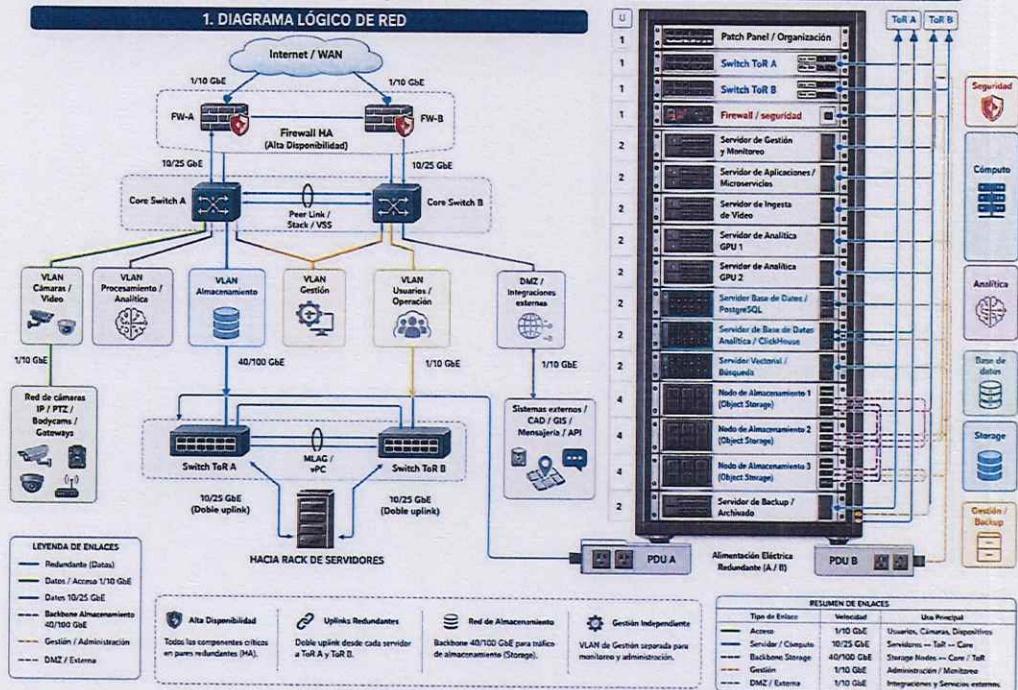 1. DIAGRAMA LÓGICO DE RED
Internet / WAN
1/10 GbE
1/10 GbE
FW-A
FW-B
Firewall HA
(Alta Disponibilidad)
10/25 GbE
10/25 GbE
Core Switch A
Core Switch B
Peer Link /
Stack / VSS
VLAN
Cámaras /
Video
VLAN
Procesamiento /
Analítica
VLAN
Almacenamiento
VLAN
Gestión
VLAN
Usuarios /
Operación
DMZ /
Integraciones
externas
1/10 GbE
40/100 GbE
1/10 GbE
1/10 GbE
Red de cámaras
IP / PTZ /
Bodycams /
Gateways
Switch ToR A
Switch ToR B
MLAG /
vPC
Sistemas externos /
CAD / GIS /
Mensajería / API
10/25 GbE
(Doble uplink)
10/25 GbE
(Doble uplink)
HACIA RACK DE SERVIDORES
LEYENDA DE ENLACES
Redundante (Datos)
Datos / Acceso 1/10 GbE
Datos 10/25 GbE
Backbone Almacenamiento
40/100 GbE
Gestión / Administración
DMZ / Externa
Alta Disponibilidad
Todos los componentes críticos
en pares redundantes (HA).
Uplinks Redundantes
Doble uplink desde cada servidor
a ToR A y ToR B.
Red de Almacenamiento
Backbone 40/100 GbE para tráfico
de almacenamiento (Storage).
Gestión Independiente
VLAN de Gestión separada para
monitoreo y administración.
U
ToR A
ToR B
1 Patch Panel / Organización
1 Switch ToR A
1 Switch ToR B
1 Firewall / seguridad
2 Servidor de Gestión
y Monitoreo
2 Servidor de Aplicaciones /
Microservicios
2 Servidor de Ingesta
de Video
2 Servidor de Analítica
GPU 1
2 Servidor de Analítica
GPU 2
2 Servidor Base de Datos /
PostgreSQL
2 Servidor de Base de Datos
Analítica / ClickHouse
2 Servidor Vectorial /
Búsqueda
4 Nodo de Almacenamiento 1
(Object Storage)
4 Nodo de Almacenamiento 2
(Object Storage)
4 Nodo de Almacenamiento 3
(Object Storage)
2 Servidor de Backup /
Archivado
PDU A
Alimentación Eléctrica
Redundante (A / B)
PDU B
Seguridad
Cómputo
Analítica
Base de
datos
Storage
Gestión /
Backup
RESUMEN DE ENLACES
Tipo de Enlace Velocidad Uso Principal
Acceso 1/10 GbE Usuarios, Cámaras, Dispositivos
Servidor / Cómputo 10/25 GbE Servidores — ToR — Core
Backbone Storage 40/100 GbE Storage Nodes — Core / ToR
Gestión 1/10 GbE Administración / Monitoreo
DMZ / Externa 1/10 GbE Integraciones y Servicios externos